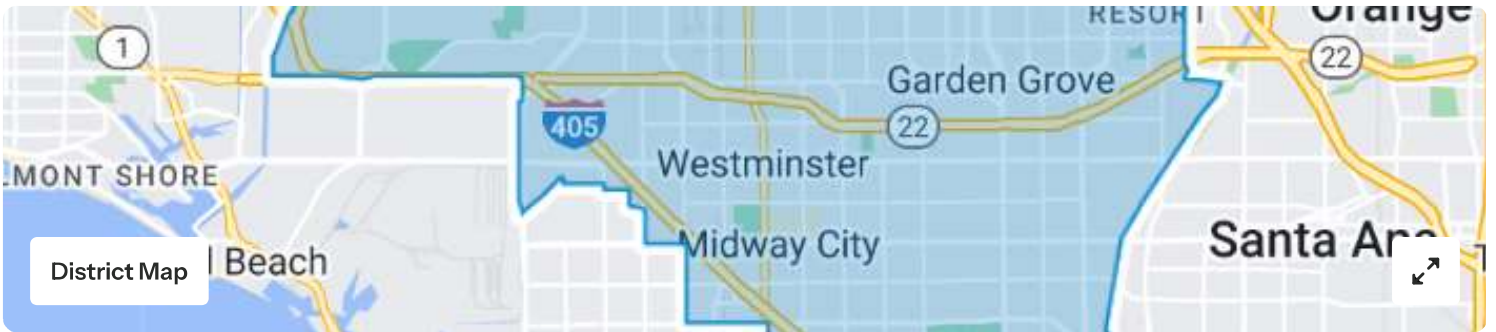 RESORT
Orange
1
22
Garden Grove
405
22
Westminster
LMONT SHORE
Midway City
Santa Ana
l Beach
District Map